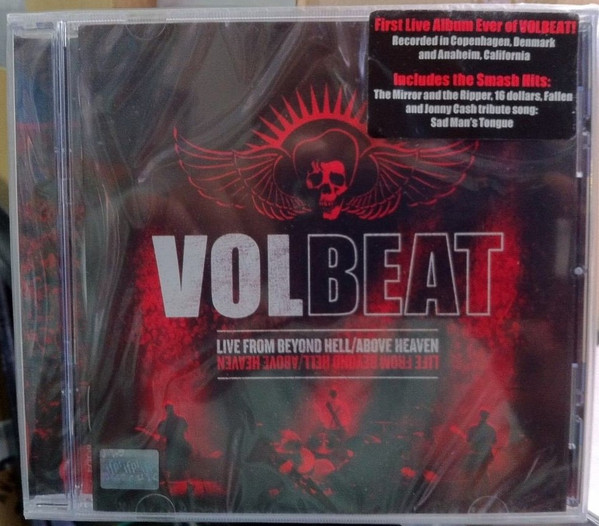 First Live Album Ever of VOLBEAT!
Recorded in Copenhagen, Denmark
and Anaheim, California
Includes the Smash Hits:
The Mirror and the Ripper, 16 dollars, Fallen
and Jonny Cash tribute song:
Sad Man's Tongue
VOLBEAT
LIVE FROM BEYOND HELL/ABOVE HEAVEN
LIFE FROM BEYOND HELL/ABOVE HEAVEN